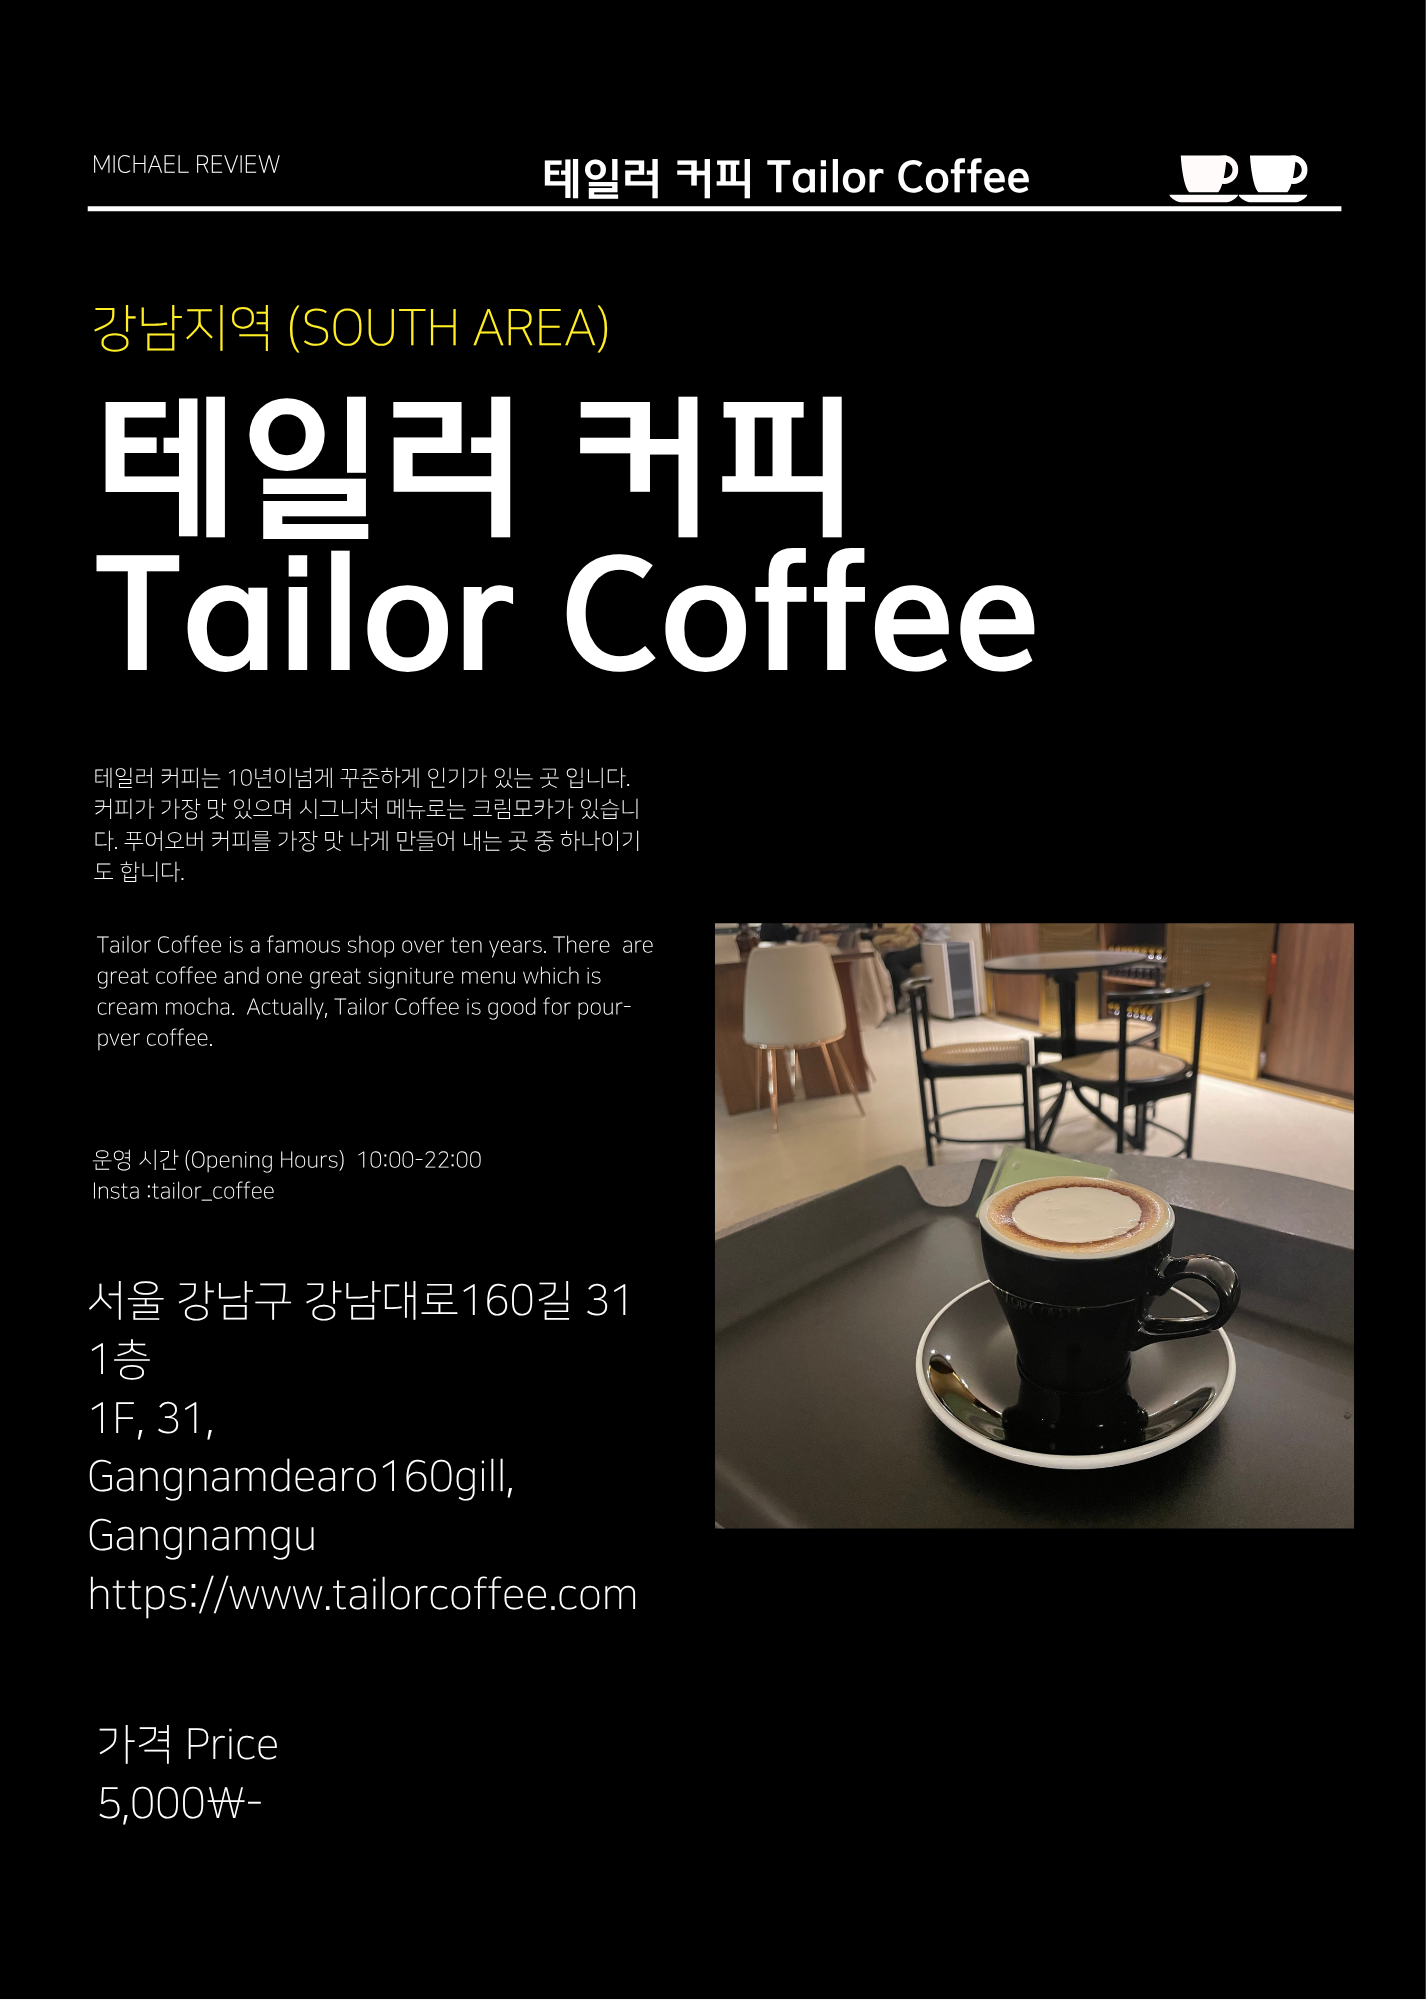 MICHAEL REVIEW
테일러 커피 Tailor Coffee
강남지역 (SOUTH AREA)
테일러 커피
Tailor Coffee
테일러 커피는 10년이넘게 꾸준하게 인기가 있는 곳 입니다.
커피가 가장 맛 있으며 시그니처 메뉴로는 크림모카가 있습니
다. 푸어오버 커피를 가장 맛 나게 만들어 내는 곳 중 하나이기
도 합니다.
Tailor Coffee is a famous shop over ten years. There  are
great coffee and one great signiture menu which is
cream mocha.  Actually, Tailor Coffee is good for pour-
pver coffee.
운영 시간 (Opening Hours)  10:00-22:00
Insta :tailor_coffee
서울 강남구 강남대로160길 31
1층
1F, 31,
Gangnamdearo160gill,
Gangnamgu
https://www.tailorcoffee.com
가격 Price
5,000₩-